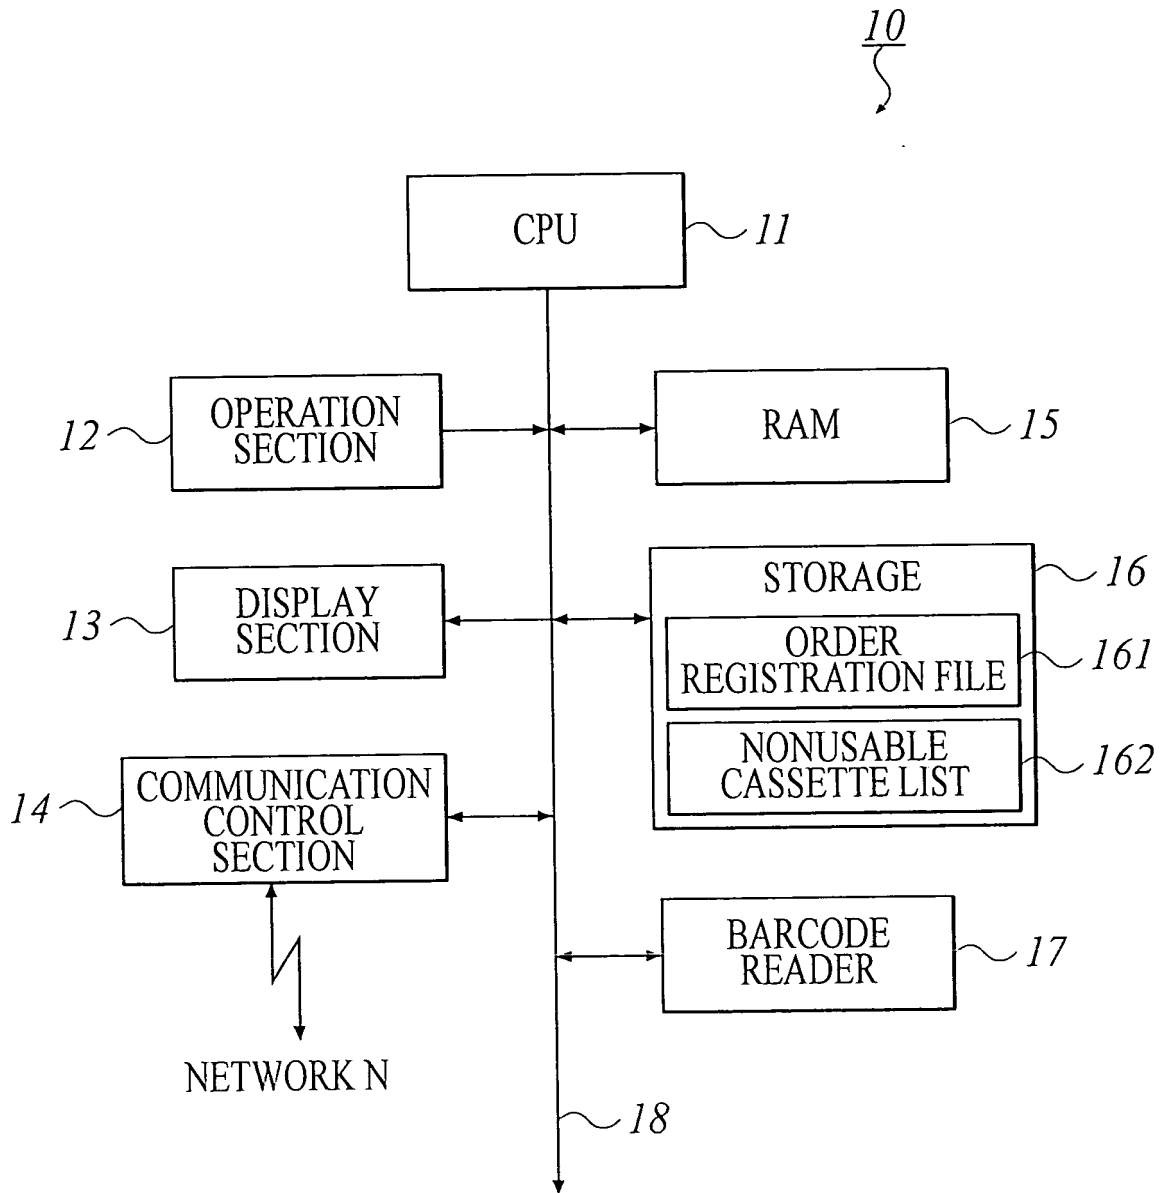 10
CPU
11
OPERATION
SECTION
12
RAM
15
DISPLAY
SECTION
13
STORAGE
16
ORDER
REGISTRATION FILE
161
NONUSABLE
CASSETTE LIST
162
COMMUNICATION
CONTROL
SECTION
14
BARCODE
READER
17
NETWORK N
18